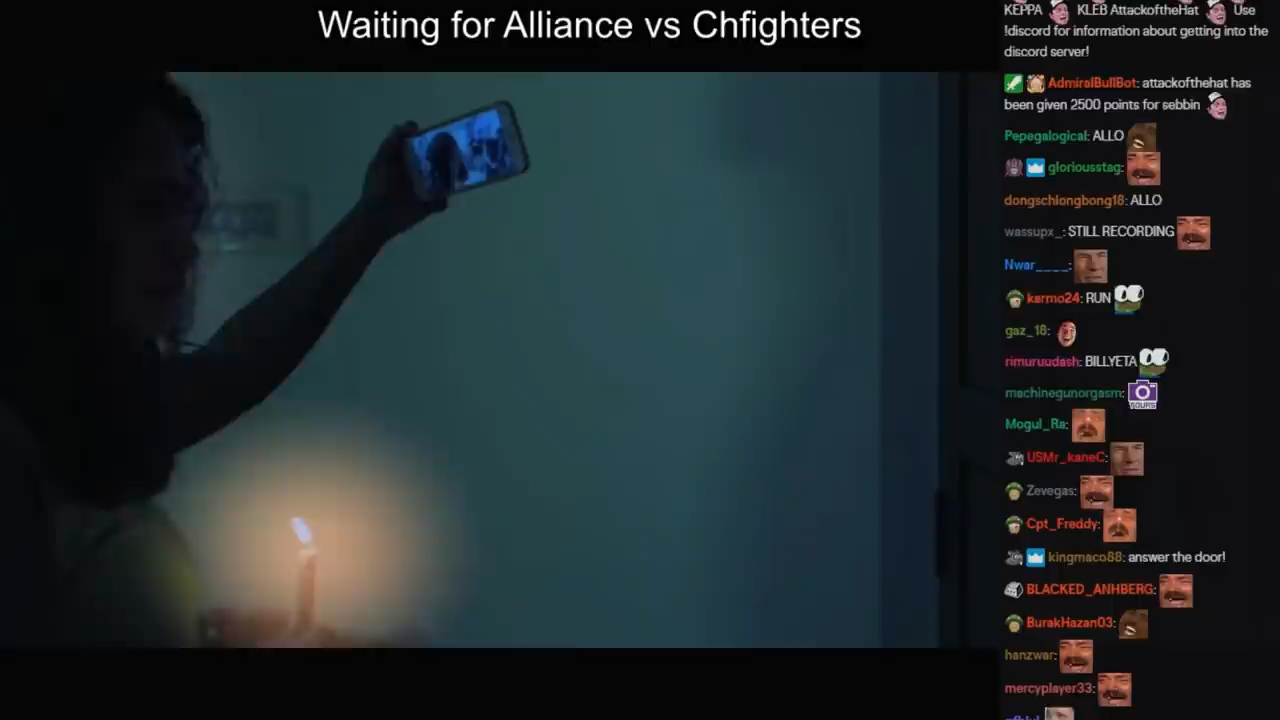 Waiting for Alliance vs Chfighters
KEPPA KLEB AttackoftheHat Use
!discord for information about getting into the
discord server!
AdmiralBullBot: attackofthehat has
been given 2500 points for sebbin
Pepegalogical: ALLO
gloriousstag:
dongschlongbong18: ALLO
wassupx_: STILL RECORDING
Nwar____:
karmo24: RUN
gaz_18:
rimuruudash: BILLYETA
machinegunorgasm:
Mogul_Ra:
USMr_kaneC:
Zevegas:
Cpt_Freddy:
kingmaco88: answer the door!
BLACKED_ANHBERG:
BurakHazan03:
hanzwar:
mercyplayer33: